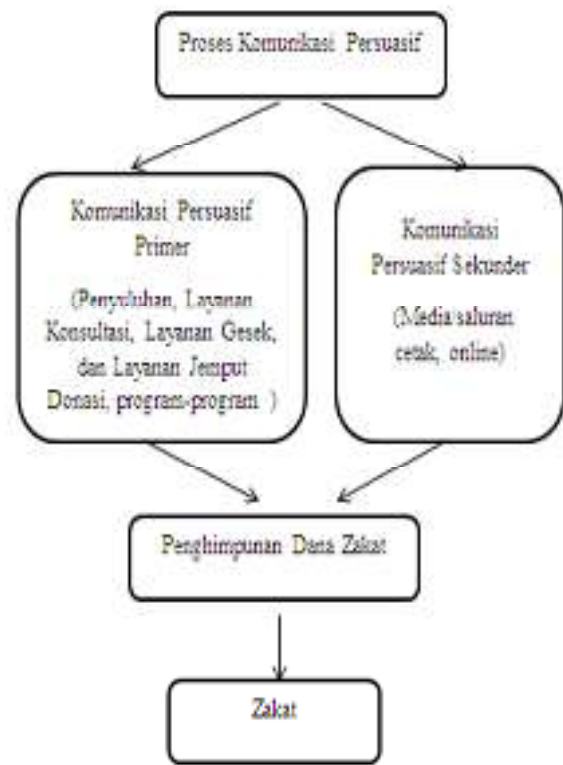 Proses Komunikasi Persuasif
Komunikasi Persuasif
Primer
(Penyuluhan, Layanan
Konsultasi, Layanan Gesek,
dan Layanan Jemput
Donasi, program-program )
Komunikasi
Persuasif Sekunder
(Media saluran
cetak, online)
Penghimpunan Dana Zakat
Zakat